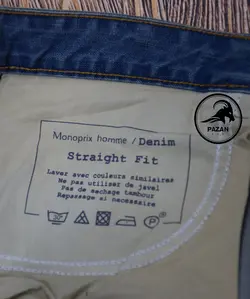 PAZAN
Monoprix homme / Denim
Straight Fit
Laver avec couleurs similaires
Ne pas utiliser de javel
Pas de sechage tambour
Repassage si necessaire
P